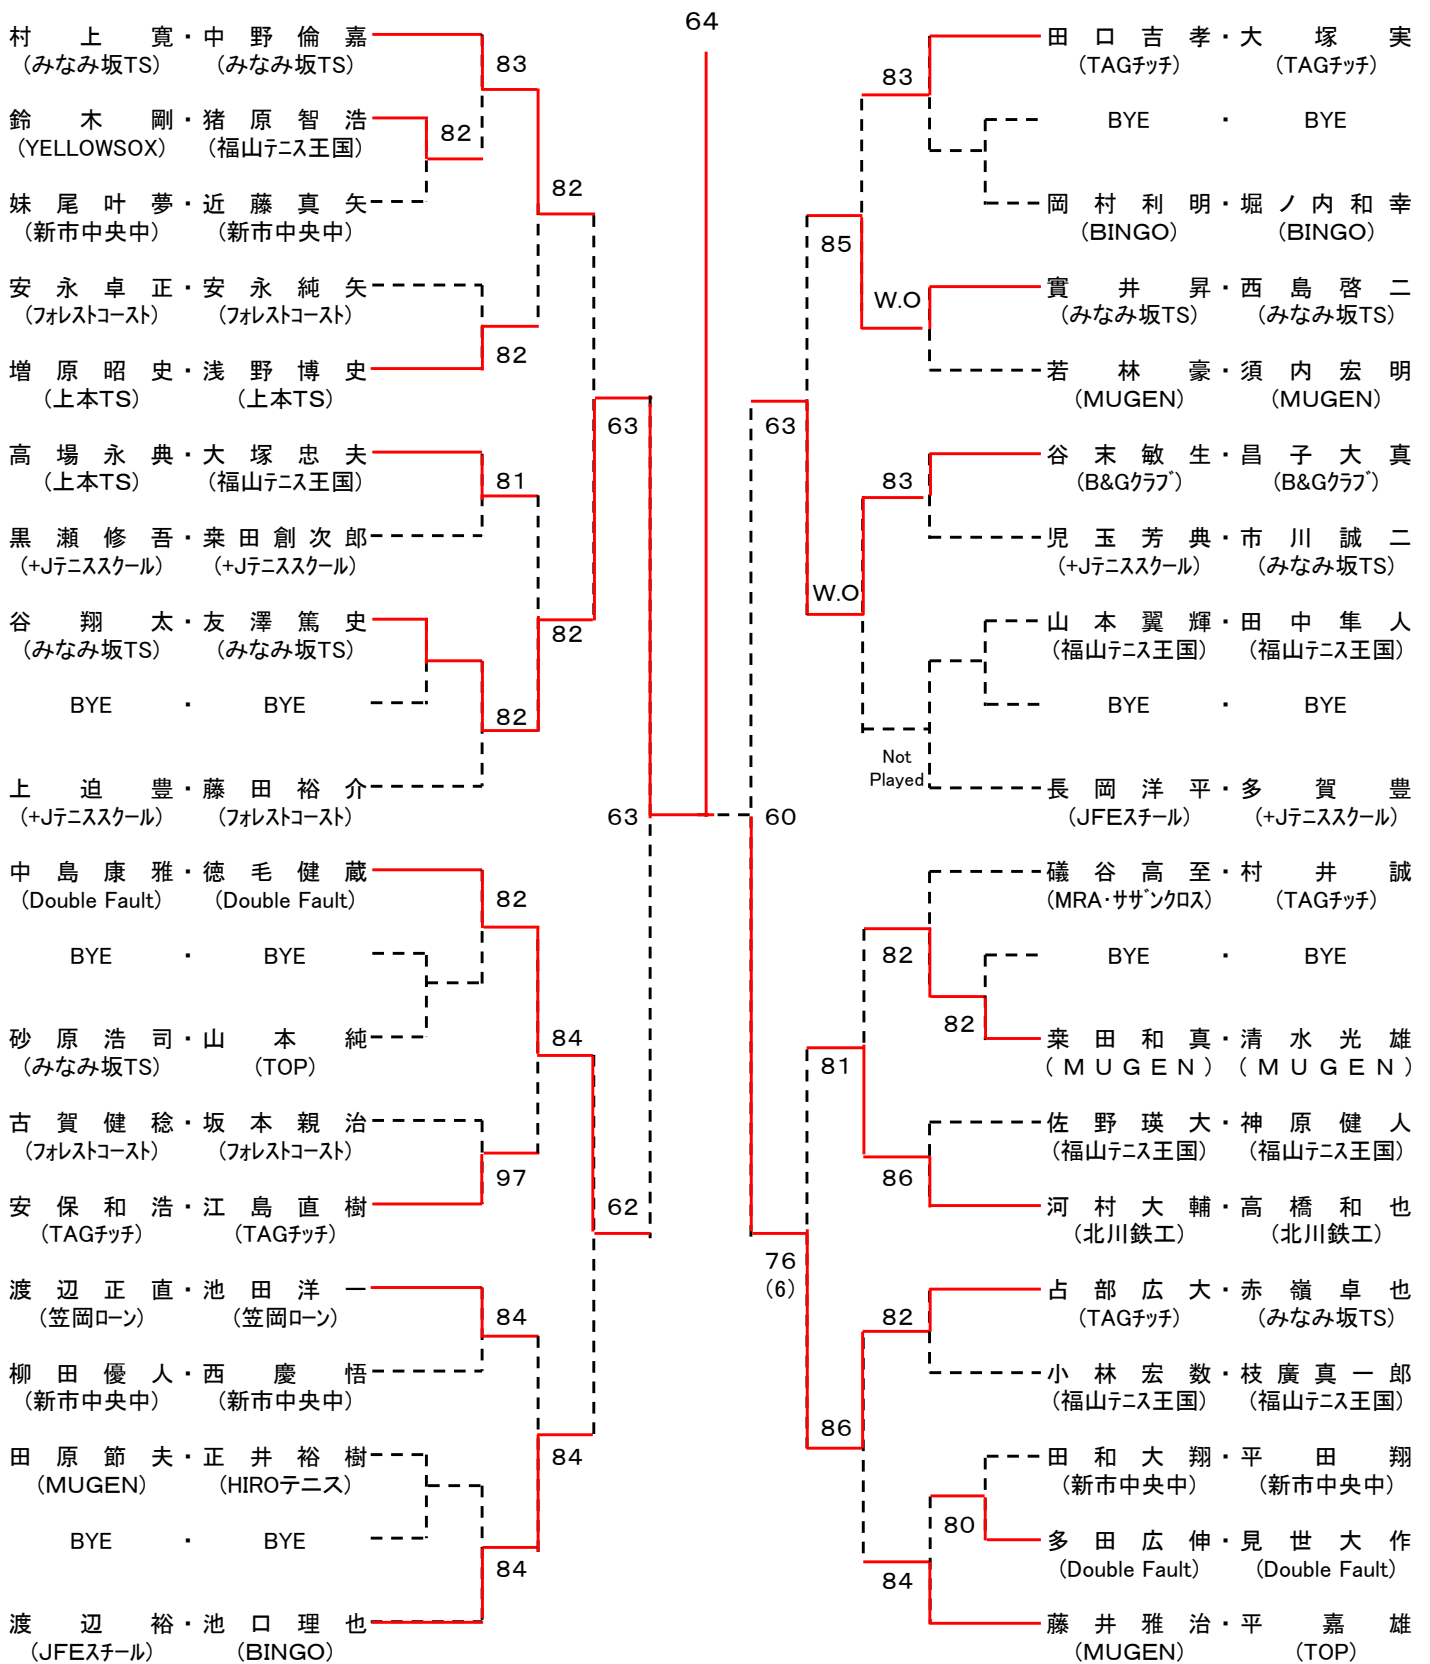 64
村上寛・中野倫嘉
(みなみ坂TS) (みなみ坂TS)
83
鈴木剛・猪原智浩
(YELLOWSOX) (福山テニス王国)
82
妹尾叶夢・近藤真矢
(新市中央中) (新市中央中)
82
安永卓正・安永純矢
(フォレストコースト) (フォレストコースト)
82
増原昭史・浅野博史
(上本TS) (上本TS)
63
高場永典・大塚忠夫
(上本TS) (福山テニス王国)
81
黒瀬修吾・桒田創次郎
(+Jテニススクール) (+Jテニススクール)
谷翔太・友澤篤史
(みなみ坂TS) (みなみ坂TS)
82
BYE ・ BYE
82
上迫豊・藤田裕介
(+Jテニススクール) (フォレストコースト)
63
中島康雅・徳毛健蔵
(Double Fault) (Double Fault)
82
BYE ・ BYE
砂原浩司・山本純
(みなみ坂TS) (TOP)
84
古賀健稔・坂本親治
(フォレストコースト) (フォレストコースト)
97
安保和浩・江島直樹
(TAGチッチ) (TAGチッチ)
62
渡辺正直・池田洋一
(笠岡ローン) (笠岡ローン)
84
柳田優人・西慶悟
(新市中央中) (新市中央中)
田原節夫・正井裕樹
(MUGEN) (HIROテニス)
84
BYE ・ BYE
84
渡辺裕・池口理也
(JFEスチール) (BINGO)
田口吉孝・大塚実
(TAGチッチ) (TAGチッチ)
83
BYE ・ BYE
岡村利明・堀ノ内和幸
(BINGO) (BINGO)
85
實井昇・西島啓二
(みなみ坂TS) (みなみ坂TS)
W.O
若林豪・須内宏明
(MUGEN) (MUGEN)
63
谷末敏生・昌子大真
(B&Gクラブ) (B&Gクラブ)
83
児玉芳典・市川誠二
(+Jテニススクール) (みなみ坂TS)
W.O
山本翼輝・田中隼人
(福山テニス王国) (福山テニス王国)
BYE ・ BYE
Not
Played
長岡洋平・多賀豊
(JFEスチール) (+Jテニススクール)
60
礒谷高至・村井誠
(MRA・サザンクロス) (TAGチッチ)
82
BYE ・ BYE
82
桒田和真・清水光雄
(MUGEN) (MUGEN)
81
佐野瑛大・神原健人
(福山テニス王国) (福山テニス王国)
86
河村大輔・高橋和也
(北川鉄工) (北川鉄工)
76
(6)
占部広大・赤嶺卓也
(TAGチッチ) (みなみ坂TS)
82
小林宏数・枝廣真一郎
(福山テニス王国) (福山テニス王国)
86
田和大翔・平田翔
(新市中央中) (新市中央中)
80
多田広伸・見世大作
(Double Fault) (Double Fault)
84
藤井雅治・平嘉雄
(MUGEN) (TOP)